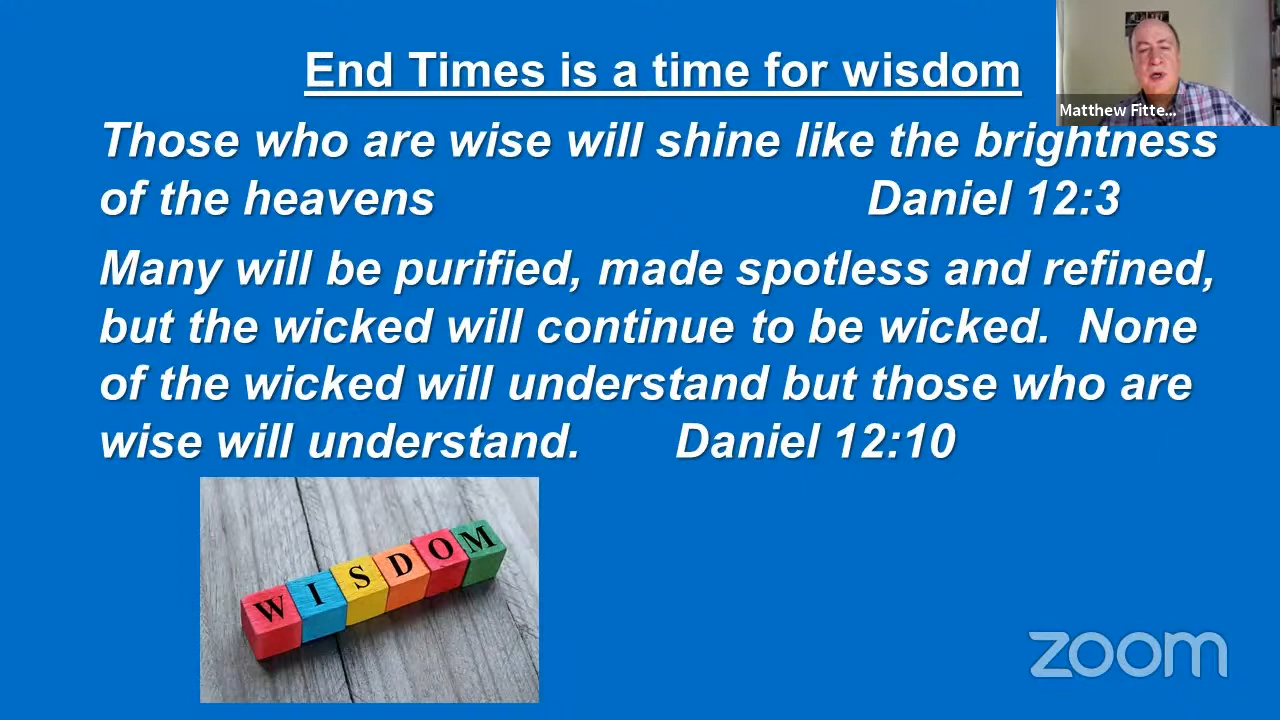 End Times is a time for wisdom
Matthew Fitte...
Those who are wise will shine like the brightness
of the heavens Daniel 12:3
Many will be purified, made spotless and refined,
but the wicked will continue to be wicked. None
of the wicked will understand but those who are
wise will understand. Daniel 12:10
WISDOM
zoom